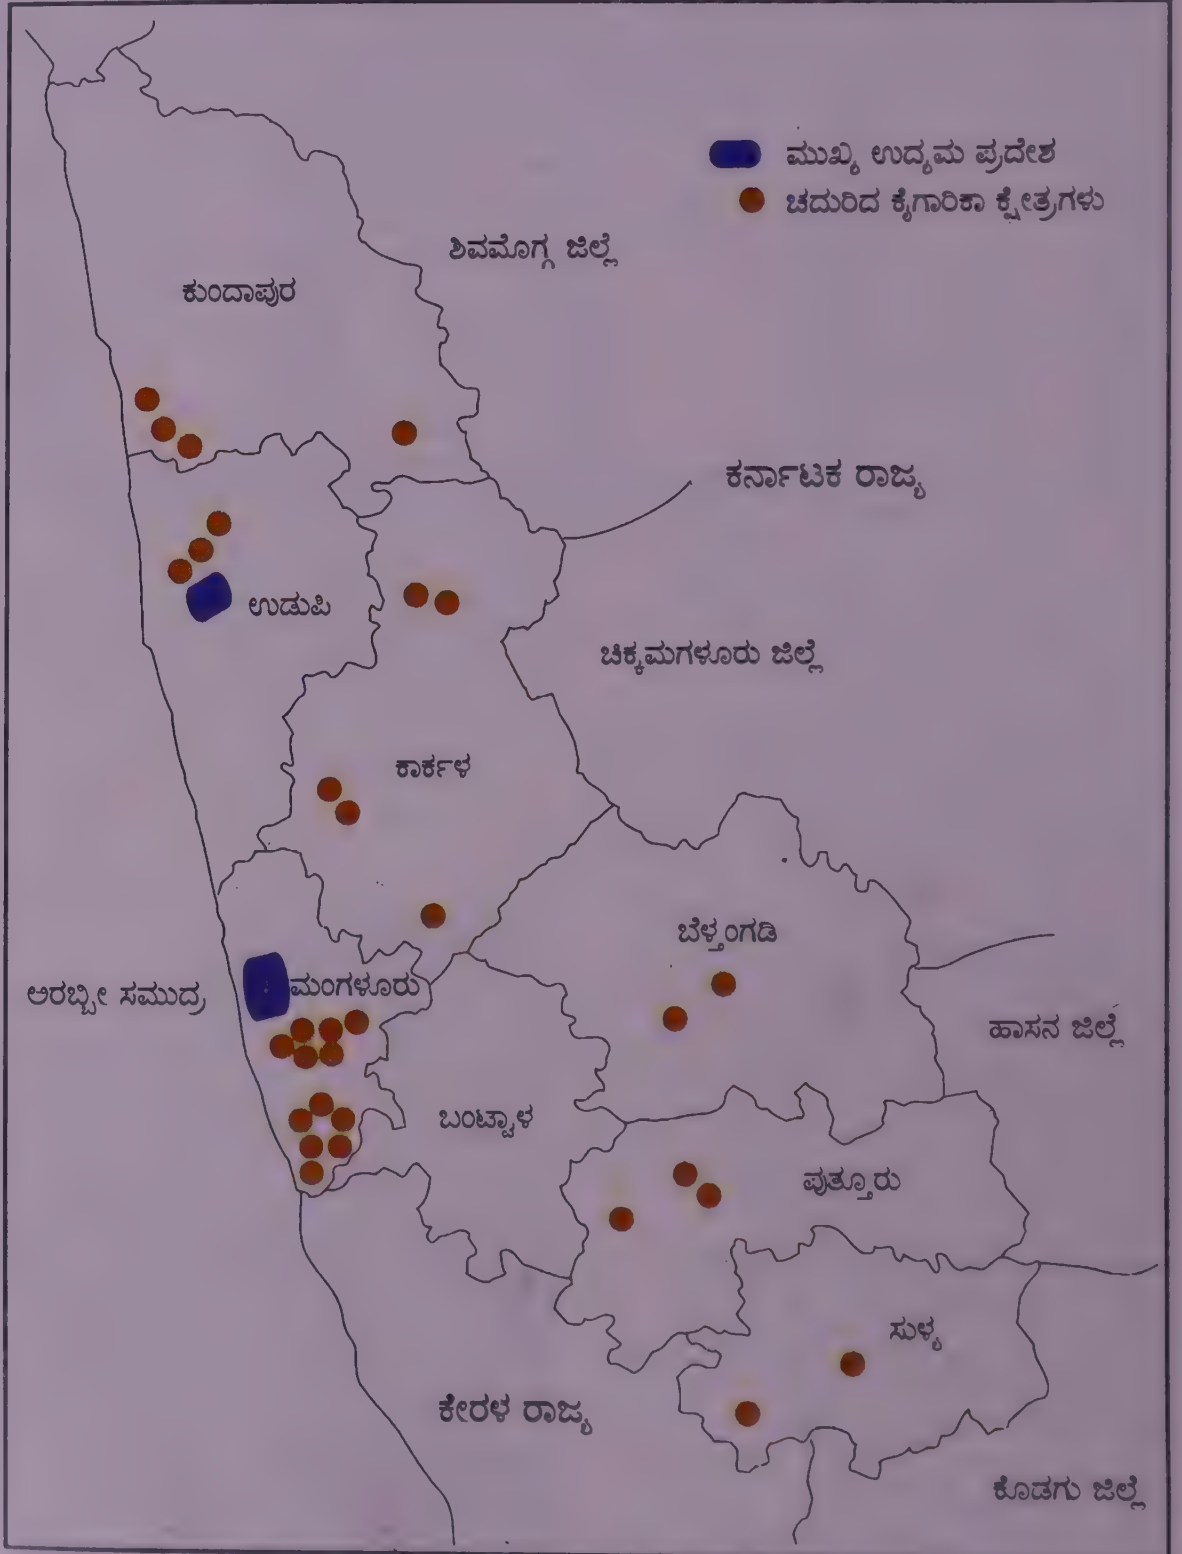 ಮುಖ್ಯ ಉದ್ಯಮ ಪ್ರದೇಶ
ಚದುರಿದ ಕೈಗಾರಿಕಾ ಕ್ಷೇತ್ರಗಳು
ಶಿವಮೊಗ್ಗ ಜಿಲ್ಲೆ
ಕುಂದಾಪುರ
ಕರ್ನಾಟಕ ರಾಜ್ಯ
ಉಡುಪಿ
ಚಿಕ್ಕಮಗಳೂರು ಜಿಲ್ಲೆ
ಕಾರ್ಕಳ
ಬೆಳ್ತಂಗಡಿ
ಅರಬ್ಬೀ ಸಮುದ್ರ
ಮಂಗಳೂರು
ಹಾಸನ ಜಿಲ್ಲೆ
ಬಂಟ್ವಾಳ
ಪುತ್ತೂರು
ಸುಳ್ಯ
ಕೇರಳ ರಾಜ್ಯ
ಕೊಡಗು ಜಿಲ್ಲೆ